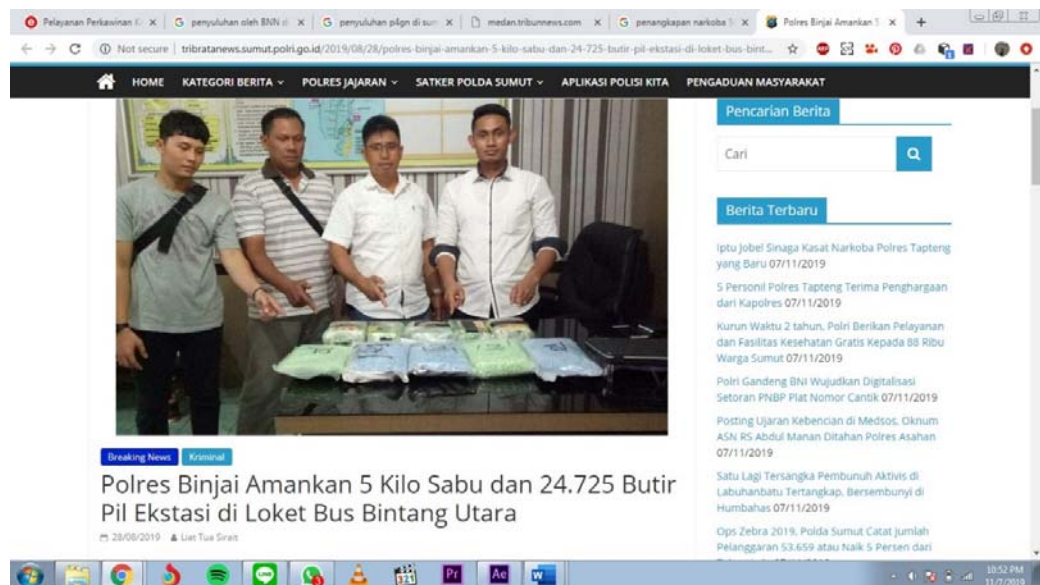 Pelayanan Perkawinan K
penyuluhan oleh BNN di
penyuluhan p4gn di sum
medan.tribunnews.com
penangkapan narkoba
Polres Binjai Amankan 5
Not secure | tribratanews.sumut.polri.go.id/2019/08/28/polres-binjai-amankan-5-kilo-sabu-dan-24-725-butir-pil-ekstasi-di-loket-bus-bint...
HOME KATEGORI BERITA POLRES JAJARAN SATKER POLDA SUMUT APLIKASI POLISI KITA PENGADUAN MASYARAKAT
Breaking News Kriminal
Polres Binjai Amankan 5 Kilo Sabu dan 24.725 Butir
Pil Ekstasi di Loket Bus Bintang Utara
28/08/2019 Liat Tua Sirait
Pencarian Berita
Cari
Berita Terbaru
Iptu Jobel Sinaga Kasat Narkoba Polres Tapteng
yang Baru 07/11/2019
5 Personil Polres Tapteng Terima Penghargaan
dari Kapolres 07/11/2019
Kurun Waktu 2 tahun, Polri Berikan Pelayanan
dan Fasilitas Kesehatan Gratis Kepada 88 Ribu
Warga Sumut 07/11/2019
Polri Gandeng BNI Wujudkan Digitalisasi
Setoran PNBP Plat Nomor Cantik 07/11/2019
Posting Ujaran Kebencian di Medsos, Oknum
ASN RS Abdul Manan Ditahan Polres Asahan
07/11/2019
Satu Lagi Tersangka Pembunuh Aktivis di
Labuhanbatu Tertangkap, Bersembunyi di
Humbahas 07/11/2019
Ops Zebra 2019, Polda Sumut Catat Jumlah
Pelanggaran 53.659 atau Naik 5 Persen dari
321
Pr
Ae
10:52 PM
11/7/2019